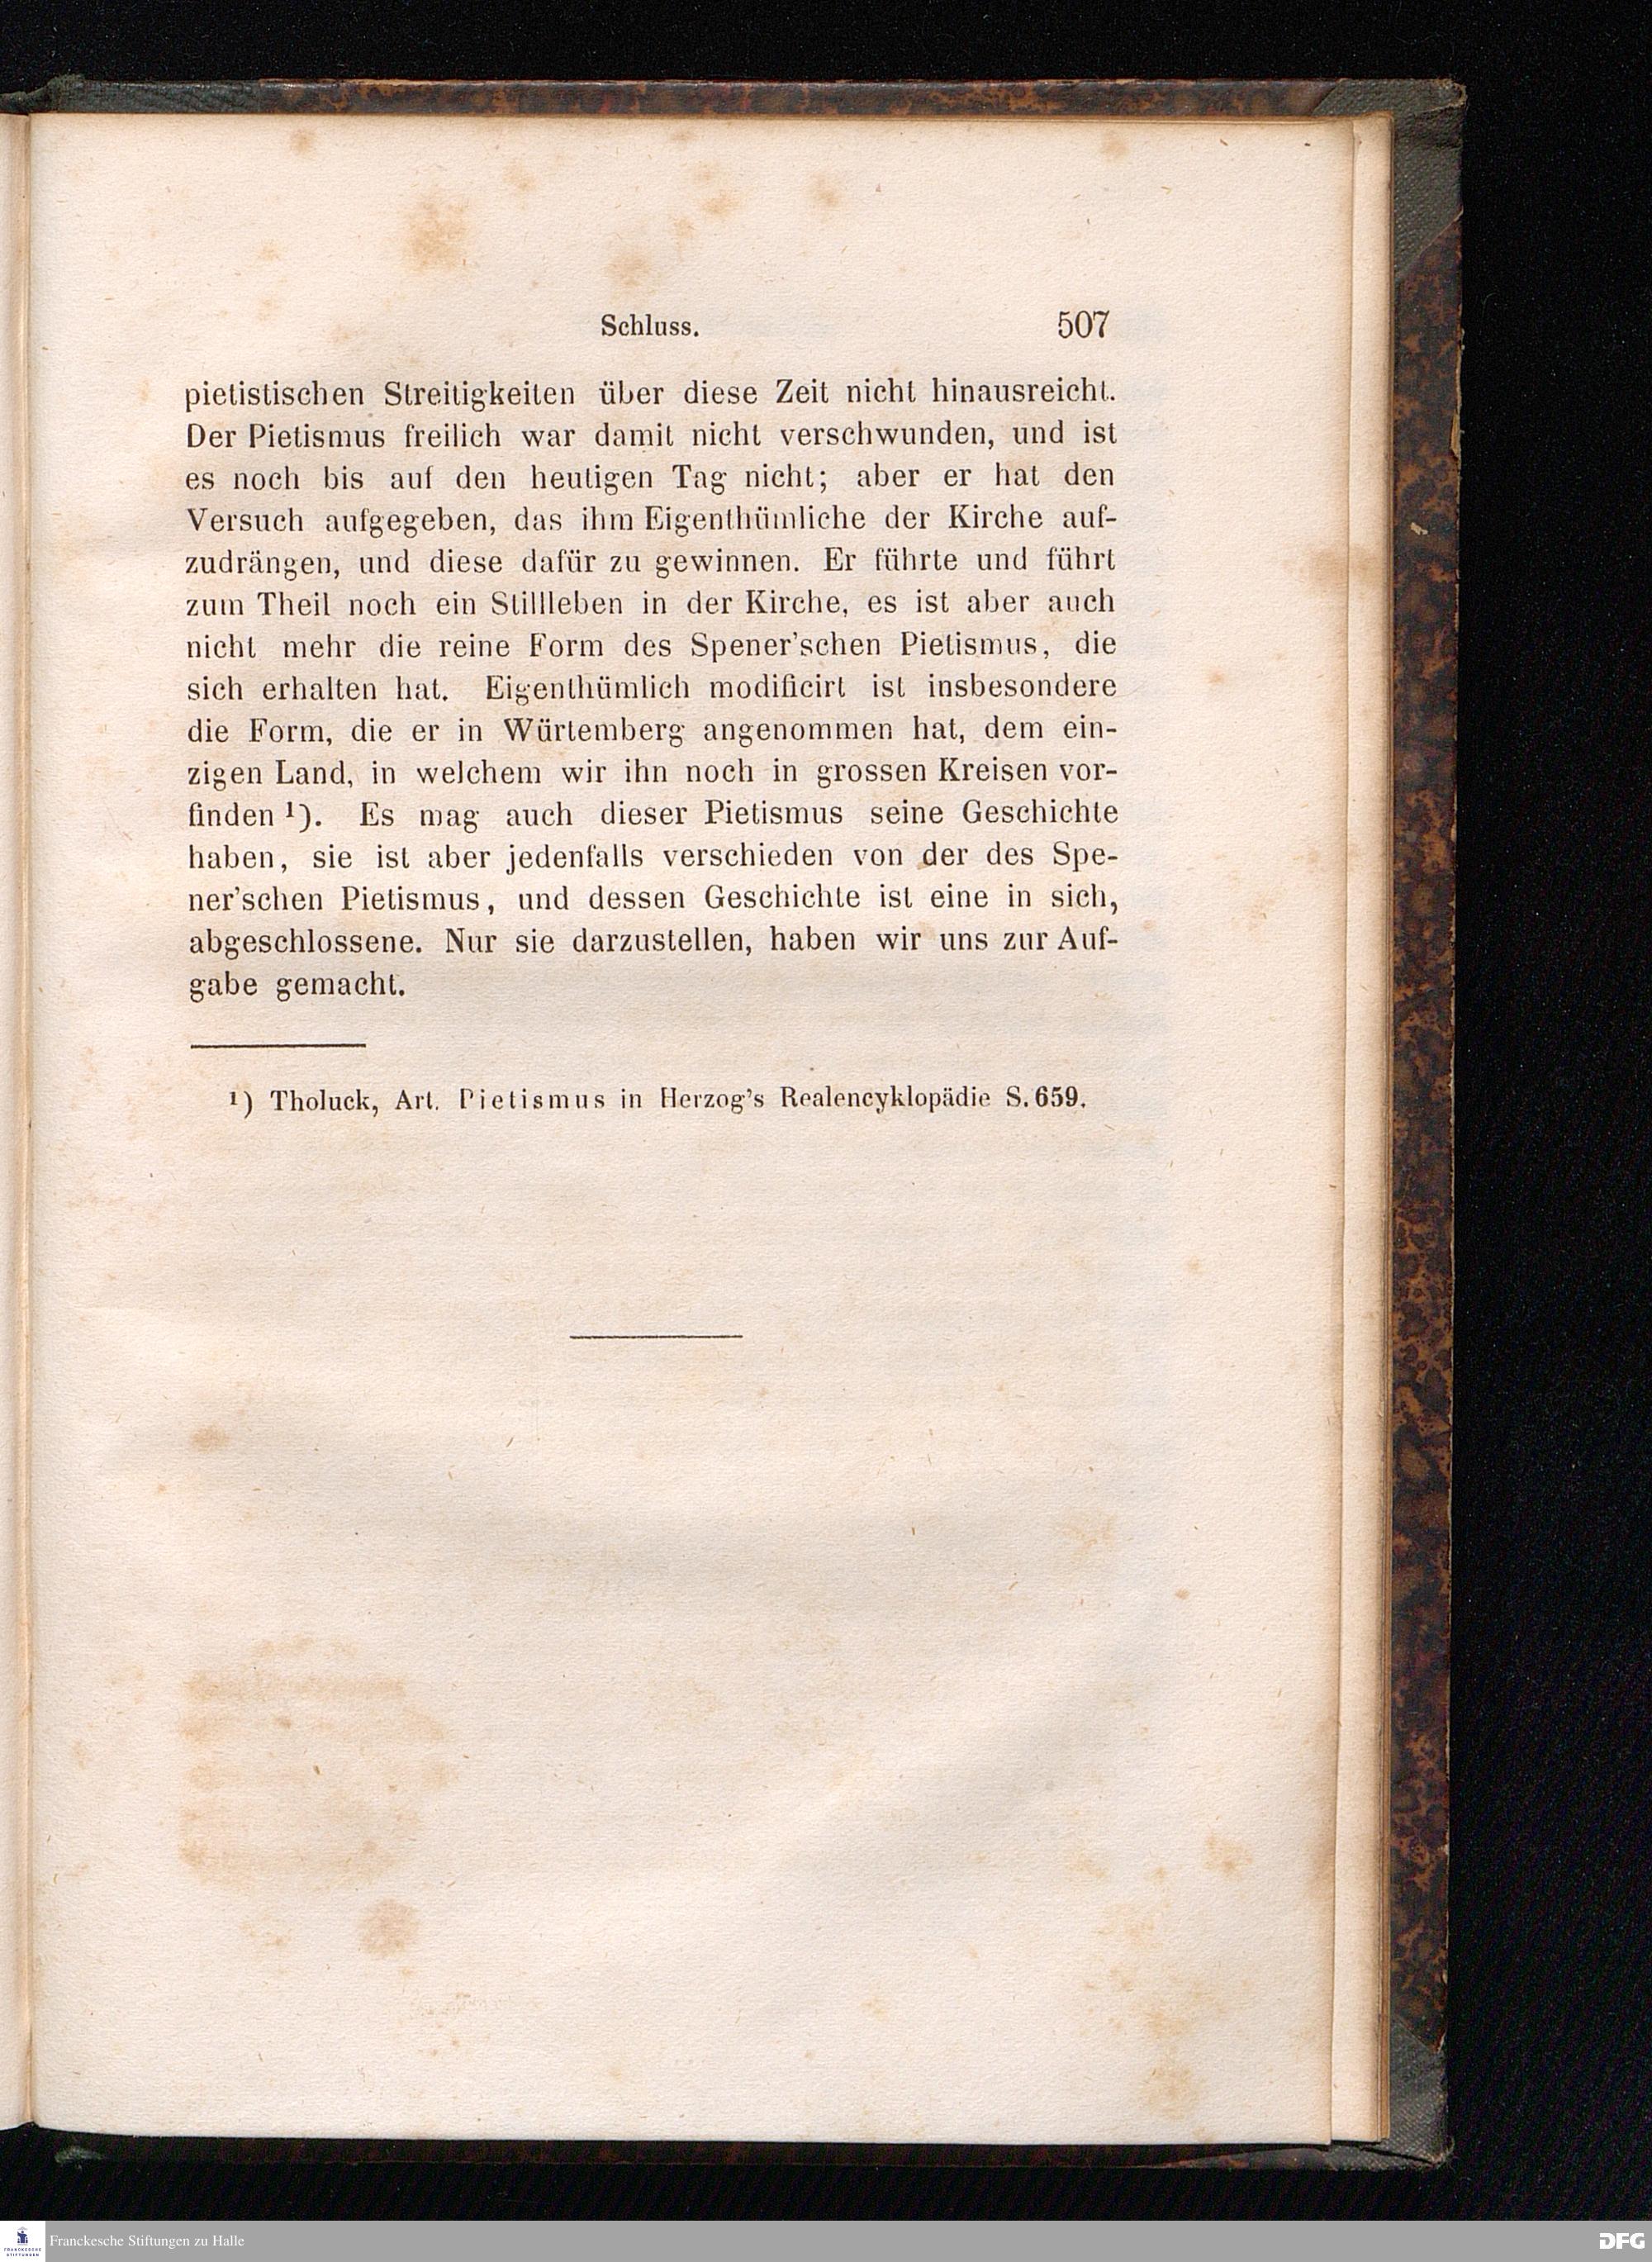 Schluss. 507
pietistischen Streitigkeiten über diese Zeit nicht hinausreicht.
Der Pietismus freilich war damit nicht verschwunden, und ist
es noch bis auf den heutigen Tag nicht; aber er hat den
Versuch aufgegeben, das ihm Eigenthümliche der Kirche auf-
zudrängen, und diese dafür zu gewinnen. Er führte und führt
zum Theil noch ein Stillleben in der Kirche, es ist aber auch
nicht mehr die reine Form des Spener'schen Pietismus, die
sich erhalten hat. Eigenthümlich modificirt ist insbesondere
die Form, die er in Würtemberg angenommen hat, dem ein-
zigen Land, in welchem wir ihn noch in grossen Kreisen vor-
finden ¹). Es mag auch dieser Pietismus seine Geschichte
haben, sie ist aber jedenfalls verschieden von der des Spe-
ner'schen Pietismus, und dessen Geschichte ist eine in sich,
abgeschlossene. Nur sie darzustellen, haben wir uns zur Auf-
gabe gemacht.
¹) Tholuck, Art. Pietismus in Herzog's Realencyklopädie S. 659.
FRANCKESCHE
STIFTUNGEN
Franckesche Stiftungen zu Halle
DFG